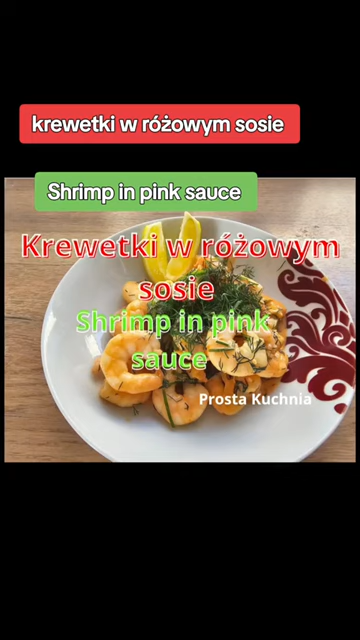 krewetki w różowym sosie
Shrimp in pink sauce
Krewetki w różowym
sosie
Shrimp in pink
sauce
Prosta Kuchnia